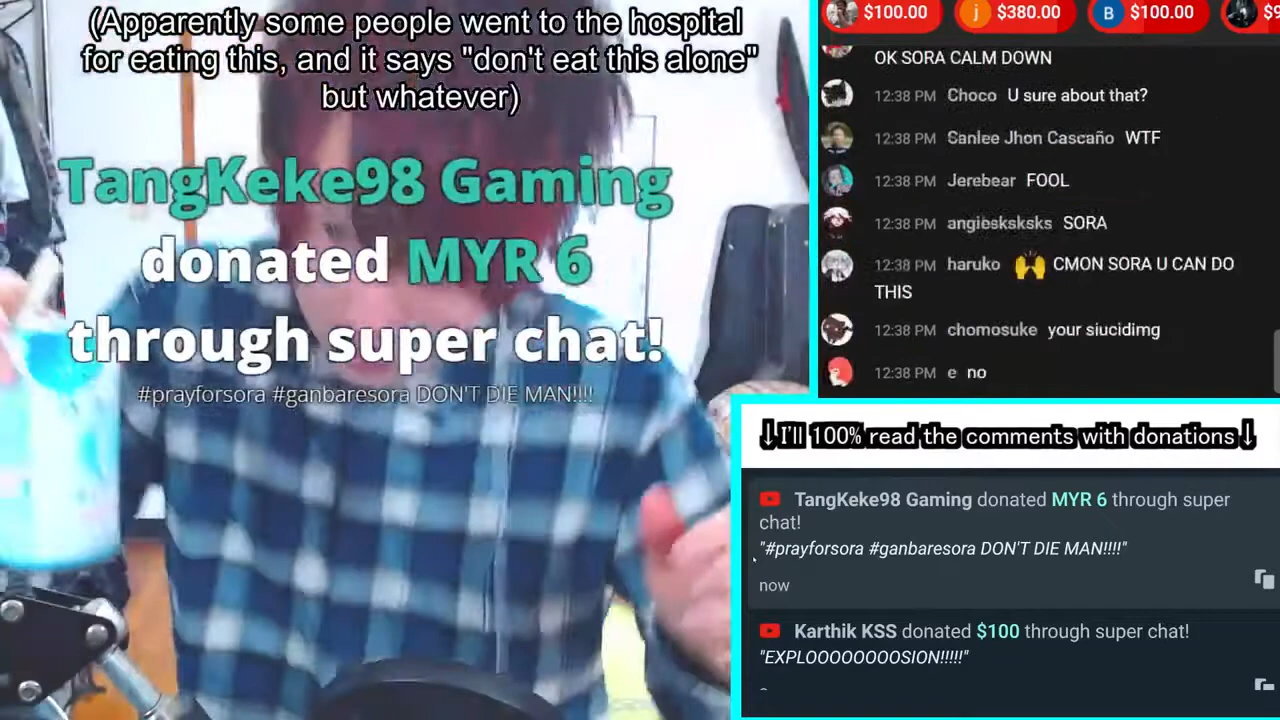 (Apparently some people went to the hospital
for eating this, and it says "don't eat this alone"
but whatever)
TangKeke98 Gaming
donated MYR 6
through super chat!
#prayforsora #ganbaresora DON'T DIE MAN!!!!
$100.00
j $380.00
B $100.00
OK SORA CALM DOWN
12:38 PM Choco U sure about that?
12:38 PM Sanlee Jhon Cascaño WTF
12:38 PM Jerebear FOOL
12:38 PM angieeksksks SORA
12:38 PM haruko 🙌 CMON SORA U CAN DO
THIS
12:38 PM chomosuke your siucidimg
12:38 PM e no
↓I'll 100% read the comments with donations↓
TangKeke98 Gaming donated MYR 6 through super
chat!
"#prayforsora #ganbaresora DON'T DIE MAN!!!!"
now
Karthik KSS donated $100 through super chat!
"EXPLOOOOOOOOSION!!!!!"